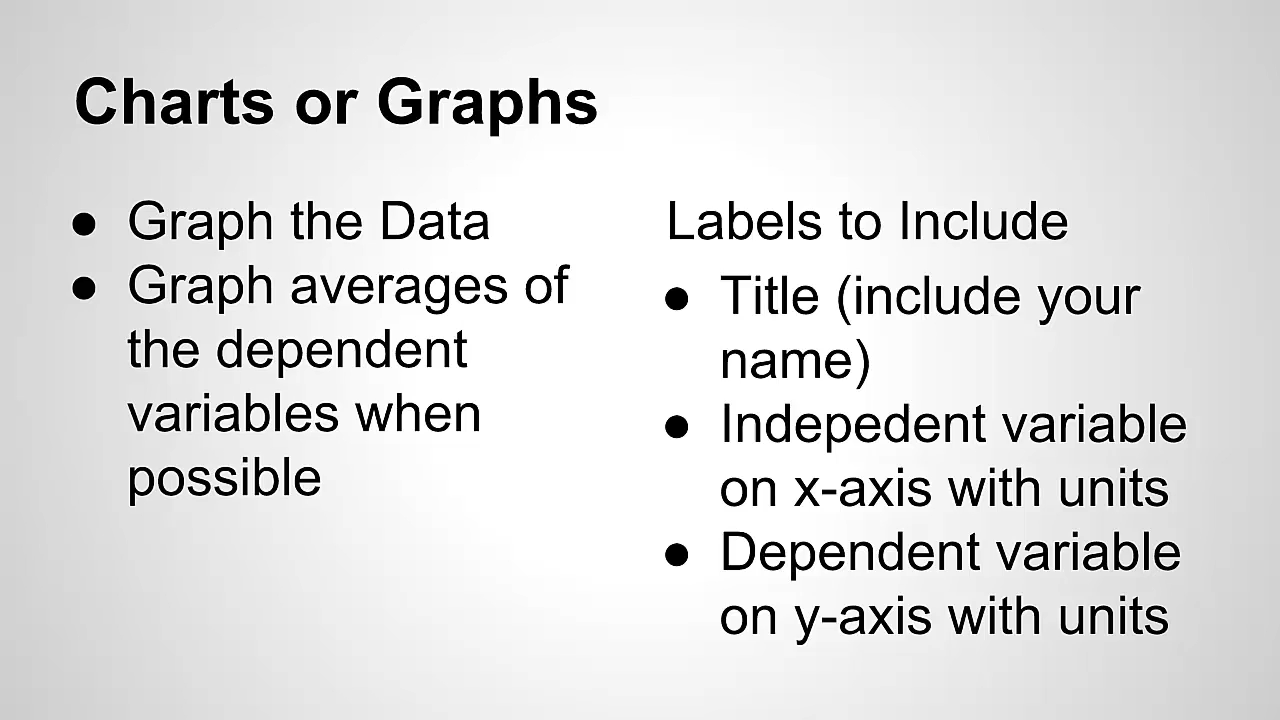 Charts or Graphs
● Graph the Data
● Graph averages of
the dependent
variables when
possible
Labels to Include
● Title (include your
name)
● Indepedent variable
on x-axis with units
● Dependent variable
on y-axis with units